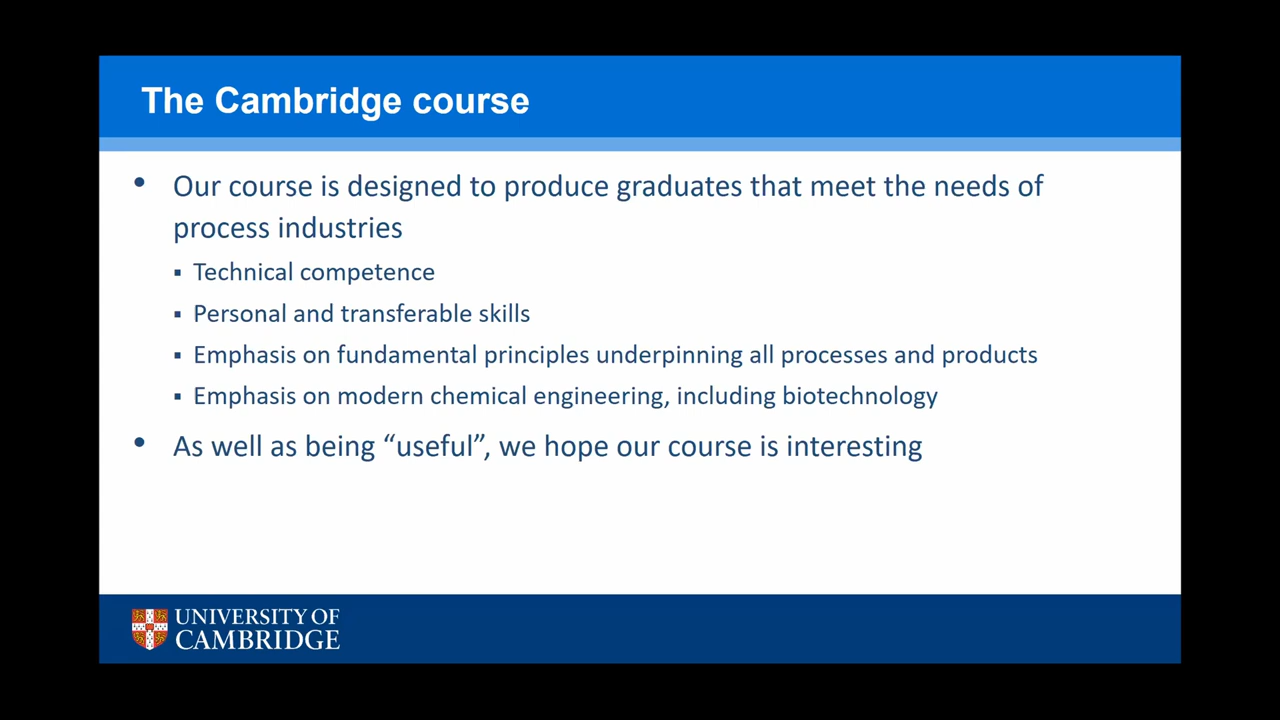 The Cambridge course
• Our course is designed to produce graduates that meet the needs of
process industries
▪ Technical competence
▪ Personal and transferable skills
▪ Emphasis on fundamental principles underpinning all processes and products
▪ Emphasis on modern chemical engineering, including biotechnology
• As well as being “useful”, we hope our course is interesting
UNIVERSITY OF
CAMBRIDGE